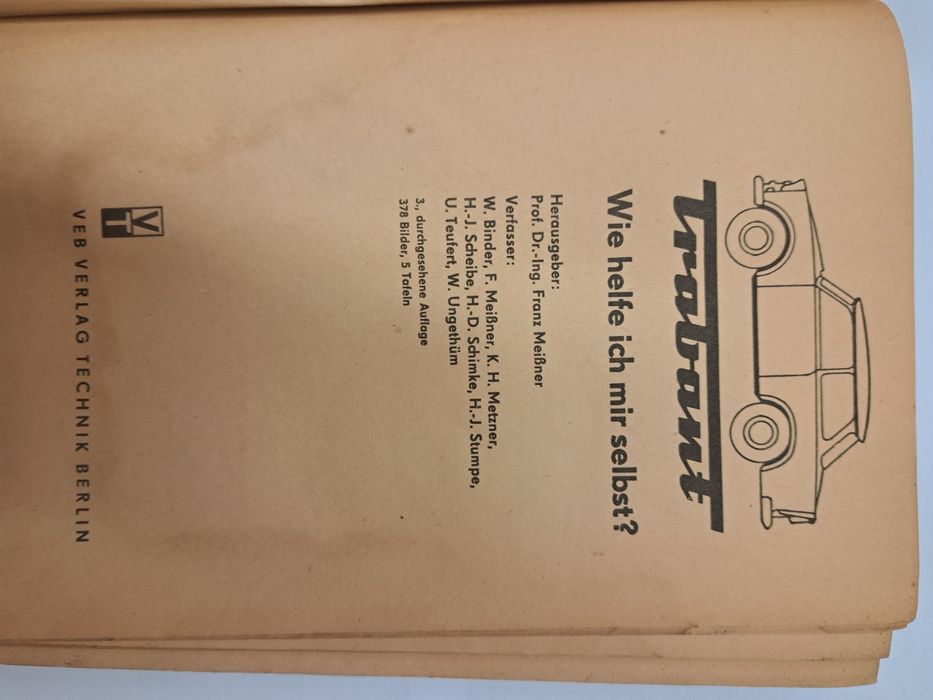 Trabant
Wie helfe ich mir selbst?
Herausgeber:
Prof. Dr.-Ing. Franz Meißner
Verfasser:
W. Binder, F. Meißner, K. H. Metzner,
H.-J. Scheibe, H.-D. Schimke, H.-J. Stumpe,
U. Teufert, W. Ungethüm
3., durchgesehene Auflage
378 Bilder, 5 Tafeln
VT
VEB VERLAG TECHNIK BERLIN